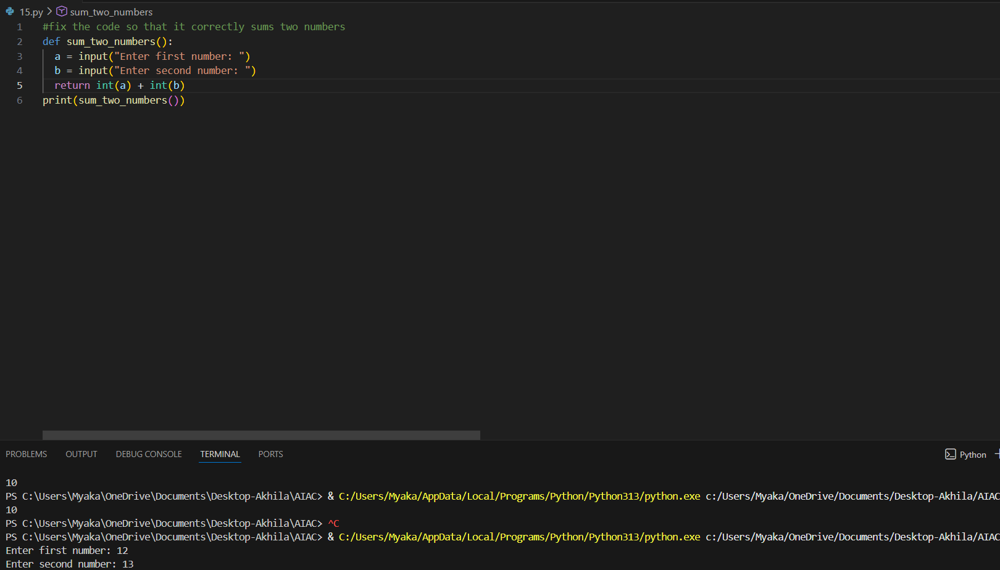 15.py > sum_two_numbers
1 #fix the code so that it correctly sums two numbers
2 def sum_two_numbers():
3   a = input("Enter first number: ")
4   b = input("Enter second number: ")
5   return int(a) + int(b)
6 print(sum_two_numbers())
PROBLEMS OUTPUT DEBUG CONSOLE TERMINAL PORTS Python
10
PS C:\Users\Myaka\OneDrive\Documents\Desktop-Akhila\AIAC> & C:/Users/Myaka/AppData/Local/Programs/Python/Python313/python.exe c:/Users/Myaka/OneDrive/Documents/Desktop-Akhila/AIAC
10
PS C:\Users\Myaka\OneDrive\Documents\Desktop-Akhila\AIAC> ^C
PS C:\Users\Myaka\OneDrive\Documents\Desktop-Akhila\AIAC> & C:/Users/Myaka/AppData/Local/Programs/Python/Python313/python.exe c:/Users/Myaka/OneDrive/Documents/Desktop-Akhila/AIAC
Enter first number: 12
Enter second number: 13